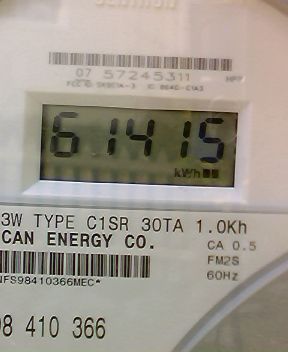 07 57245311
61415
kWh
3W TYPE C1SR 30TA 1.0Kh
CAN ENERGY CO.
CA 0.5
FM2S
60Hz
NFS98410366MEC*
98 410 366